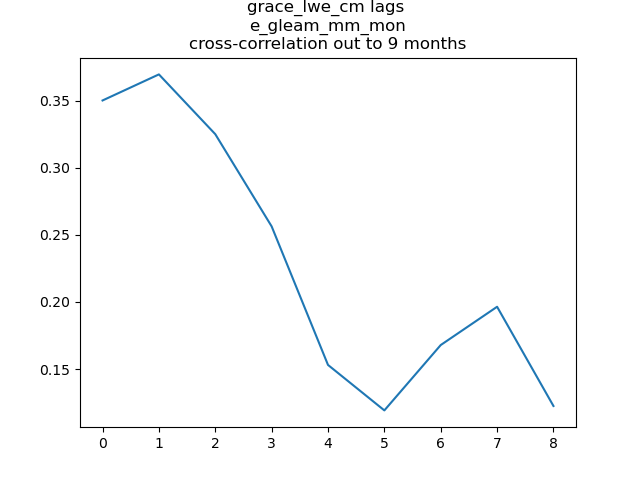 grace_lwe_cm lags
e_gleam_mm_mon
cross-correlation out to 9 months
0.35
0.30
0.25
0.20
0.15
0 1 2 3 4 5 6 7 8